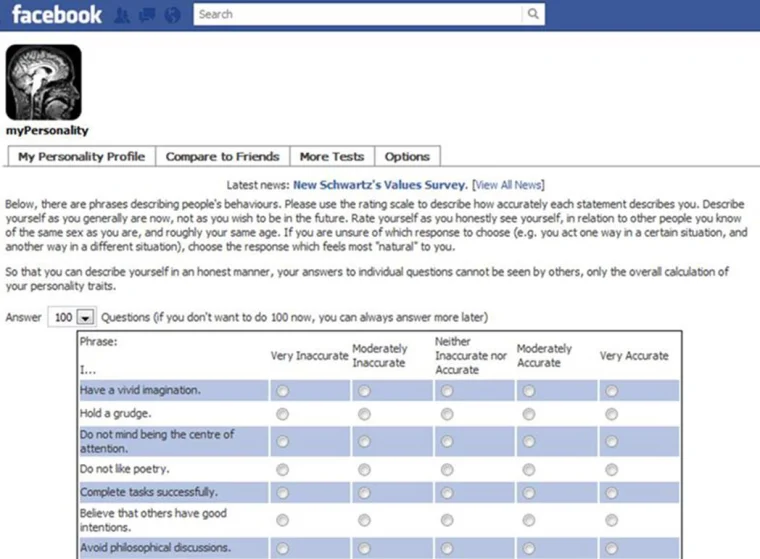 facebook
Search
myPersonality
My Personality Profile Compare to Friends More Tests Options
Latest news: New Schwartz's Values Survey. [View All News]
Below, there are phrases describing people's behaviours. Please use the rating scale to describe how accurately each statement describes you. Describe
yourself as you generally are now, not as you wish to be in the future. Rate yourself as you honestly see yourself, in relation to other people you know
of the same sex as you are, and roughly your same age. If you are unsure of which response to choose (e.g. you act one way in a certain situation, and
another way in a different situation), choose the response which feels most "natural" to you.
So that you can describe yourself in an honest manner, your answers to individual questions cannot be seen by others, only the overall calculation of
your personality traits.
Answer 100 Questions (if you don't want to do 100 now, you can always answer more later)
Phrase:
I...
Very Inaccurate
Moderately
Inaccurate
Neither
Inaccurate nor
Accurate
Moderately
Accurate
Very Accurate
Have a vivid imagination.
Hold a grudge.
Do not mind being the centre of
attention.
Do not like poetry.
Complete tasks successfully.
Believe that others have good
intentions.
Avoid philosophical discussions.